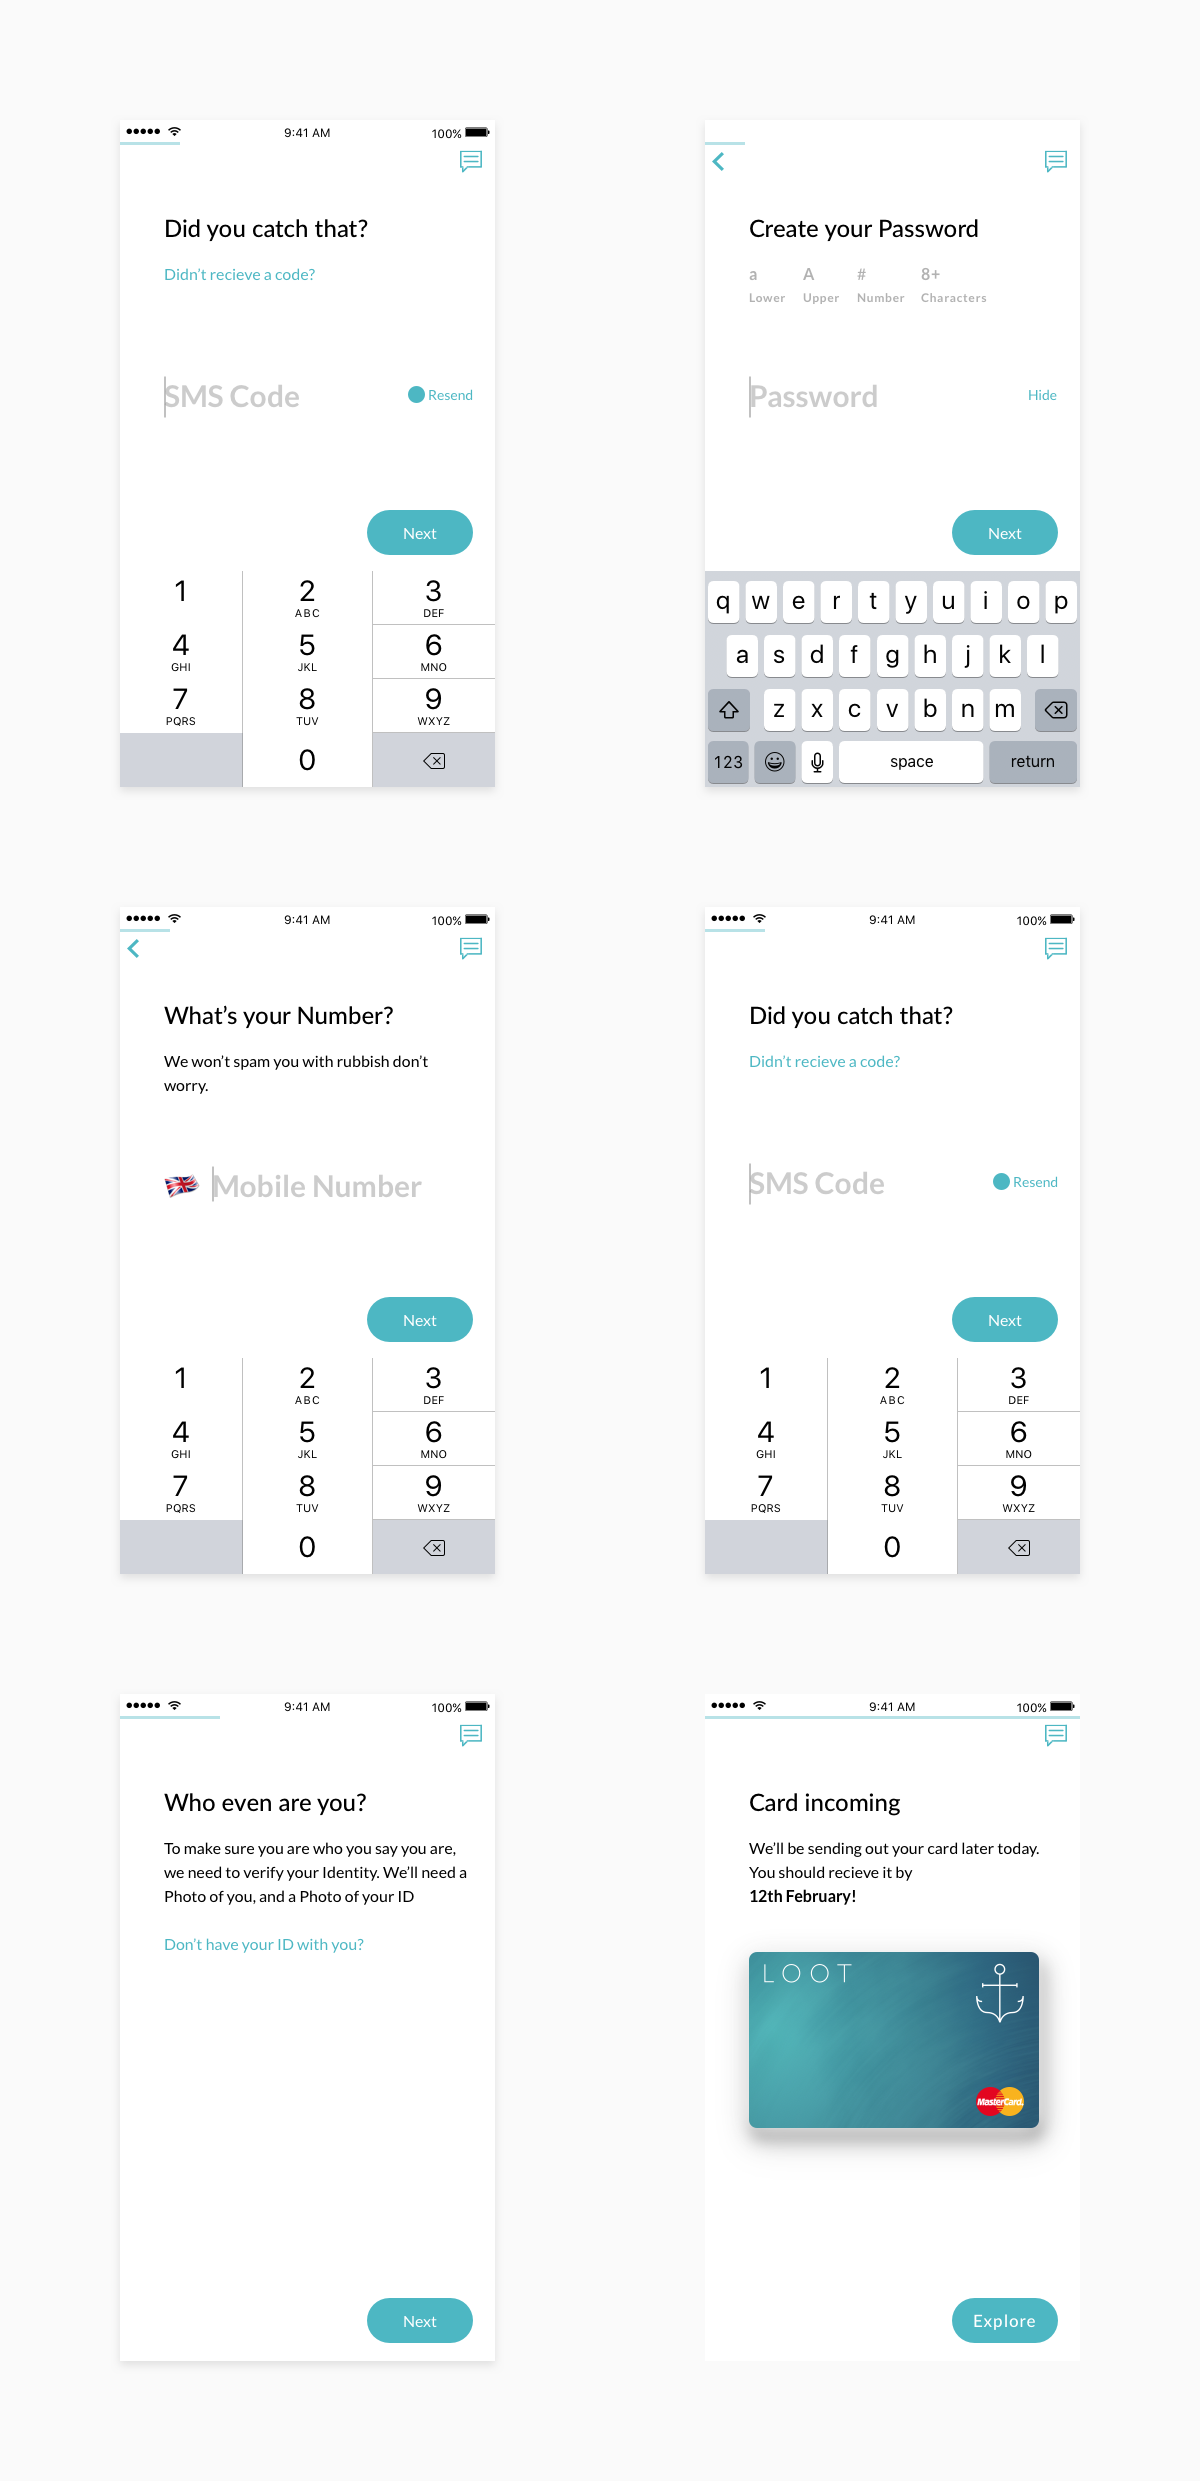 9:41 AM
100%
Did you catch that?
Didn't recieve a code?
SMS Code
Resend
Next
1
2
ABC
3
DEF
4
GHI
5
JKL
6
MNO
7
PQRS
8
TUV
9
WXYZ
0
Create your Password
a
A
#
8+
Lower
Upper
Number
Characters
Password
Hide
Next
q w e r t y u i o p
a s d f g h j k l
z x c v b n m
123
space
return
9:41 AM
100%
What's your Number?
We won't spam you with rubbish don't
worry.
Mobile Number
Next
1
2
ABC
3
DEF
4
GHI
5
JKL
6
MNO
7
PQRS
8
TUV
9
WXYZ
0
9:41 AM
100%
Did you catch that?
Didn't recieve a code?
SMS Code
Resend
Next
1
2
ABC
3
DEF
4
GHI
5
JKL
6
MNO
7
PQRS
8
TUV
9
WXYZ
0
9:41 AM
100%
Who even are you?
To make sure you are who you say you are,
we need to verify your Identity. We'll need a
Photo of you, and a Photo of your ID
Don't have your ID with you?
Next
9:41 AM
100%
Card incoming
We'll be sending out your card later today.
You should recieve it by
12th February!
LOOT
MasterCard
Explore